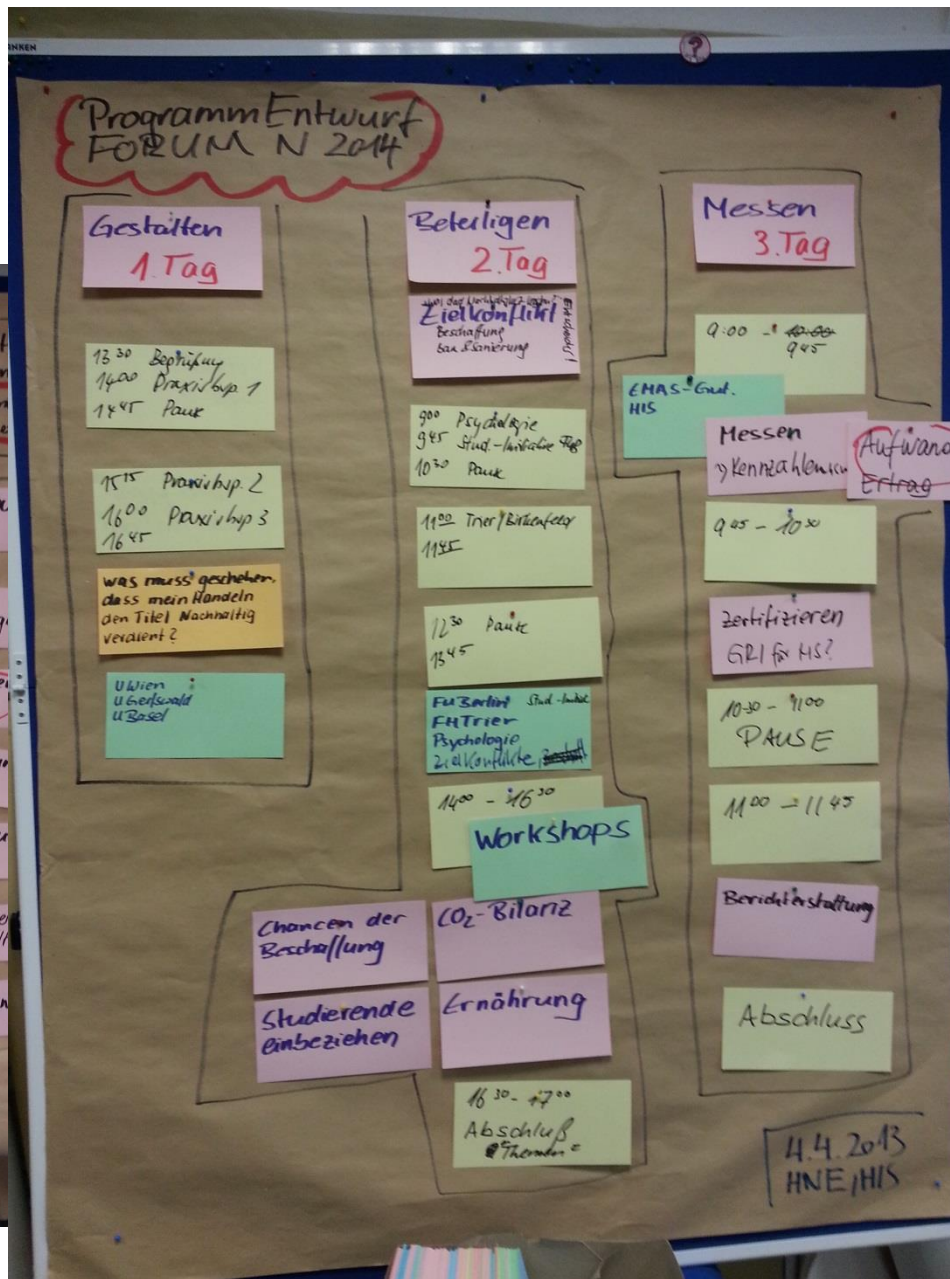 ProgrammEntwurf
FORUM N 2014
Gestalten
1. Tag
13 30 Begrüßung
14 00 Praxisbsp. 1
14 45 Pause
15 15 Praxisbsp. 2
16 00 Praxisbsp 3
16 45
was muss geschehen,
dass mein Handeln
den Titel Nachhaltig
verdient?
U Wien
U Greifswald
U Basel
Beteiligen
2. Tag
Zielkonflikt
Beschaffung
Bau & Sanierung
9 00 Psychologie
9 45 Stud.-Initiative
10 30 Pause
11 00 Trier / Birkenfeld
11 45
12 30 Pause
13 45
FU Berlin
FH Trier
Psychologie
Zielkonflikte
14 00 - 16 30
Workshops
Chancen der
Beschaffung
CO2-Bilanz
Studierende
einbeziehen
Ernährung
16 30 - 17 00
Abschluß
Themen
Messen
3. Tag
9:00 - 10:00
9 45
EMAS-Gut.
HIS
Messen
Kennzahlen
Aufwand
Ertrag
9 45 - 10 30
Zertifizieren
GRI für HS?
10 30 - 11 00
PAUSE
11 00 - 11 45
Berichterstattung
Abschluss
4.4.2013
HNE, HIS